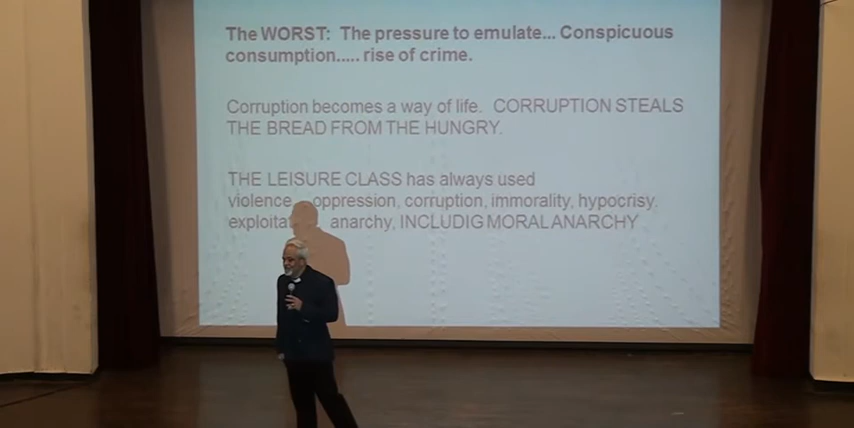 The WORST: The pressure to emulate... Conspicuous
consumption..... rise of crime.
Corruption becomes a way of life. CORRUPTION STEALS
THE BREAD FROM THE HUNGRY.
THE LEISURE CLASS has always used
violence oppression, corruption, immorality, hypocrisy.
exploitat anarchy, INCLUDIG MORAL ANARCHY